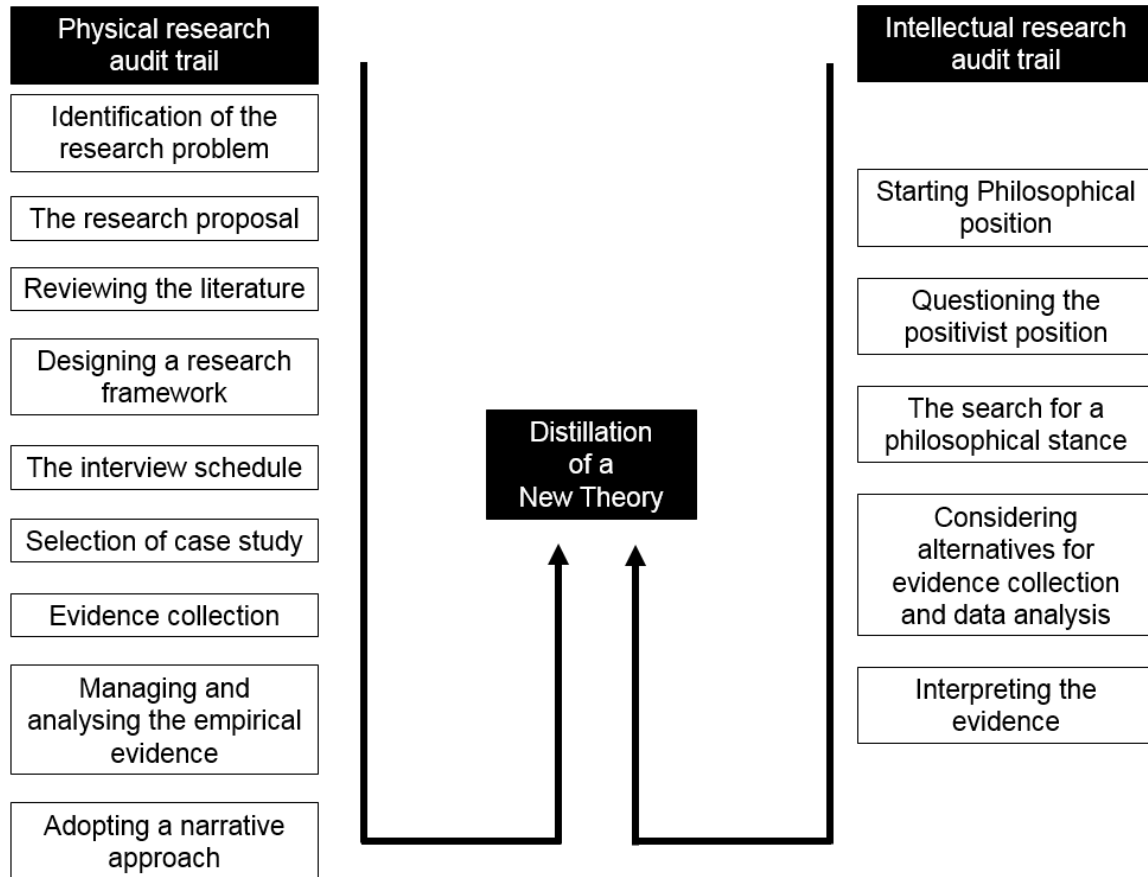 Physical research
audit trail
Identification of the
research problem
The research proposal
Reviewing the literature
Designing a research
framework
The interview schedule
Selection of case study
Evidence collection
Managing and
analysing the empirical
evidence
Adopting a narrative
approach
Distillation
of a
New Theory
Intellectual research
audit trail
Starting Philosophical
position
Questioning the
positivist position
The search for a
philosophical stance
Considering
alternatives for
evidence collection
and data analysis
Interpreting the
evidence